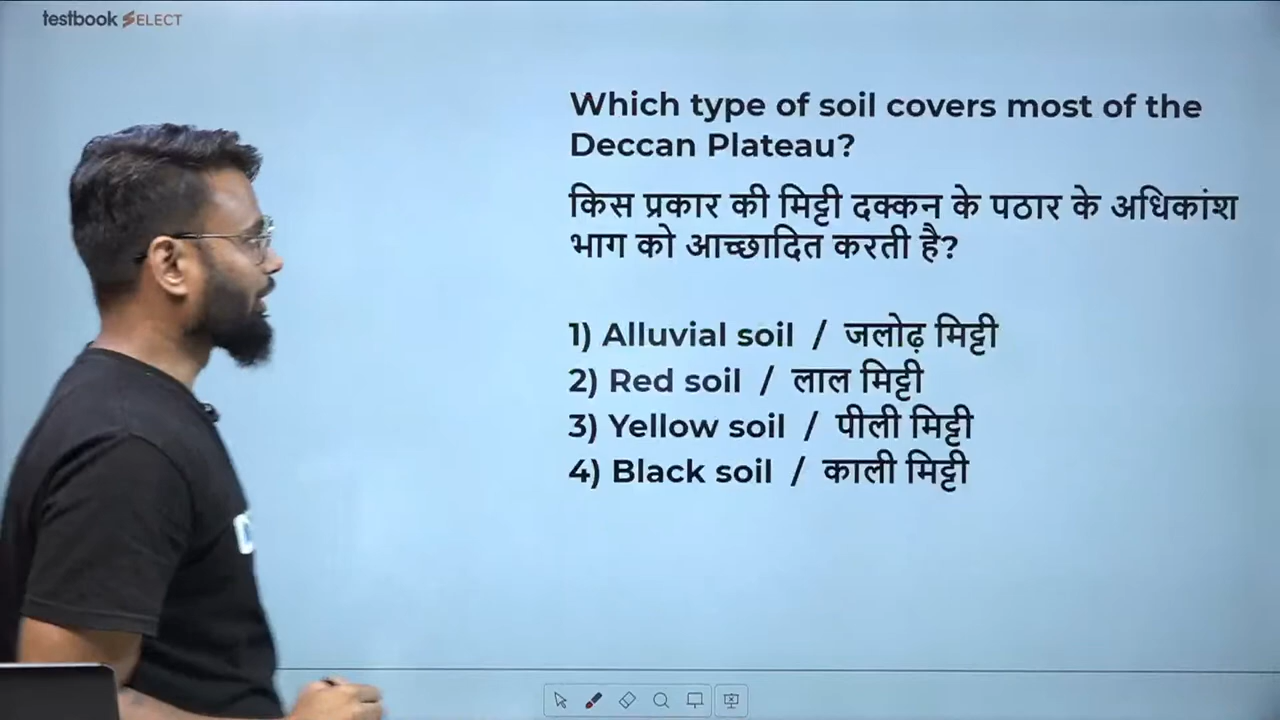 testbook SELECT
Which type of soil covers most of the
Deccan Plateau?
किस प्रकार की मिट्टी दक्कन के पठार के अधिकांश
भाग को आच्छादित करती है?
1) Alluvial soil / जलोढ़ मिट्टी
2) Red soil / लाल मिट्टी
3) Yellow soil / पीली मिट्टी
4) Black soil / काली मिट्टी